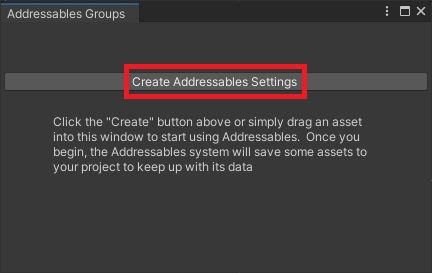 Addressables Groups
Create Addressables Settings
Click the "Create" button above or simply drag an asset
into this window to start using Addressables.  Once you
begin, the Addressables system will save some assets to
your project to keep up with its data